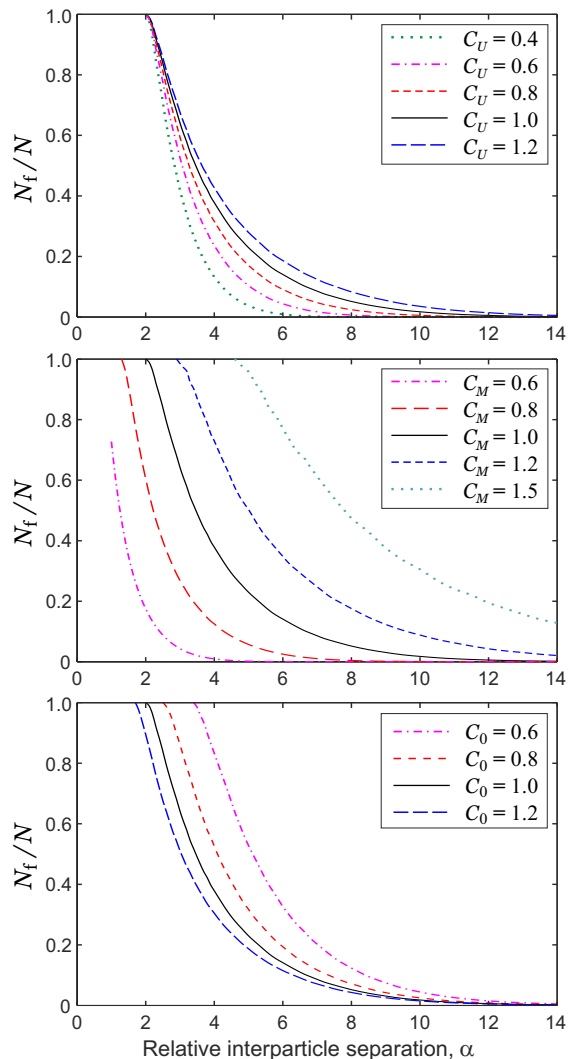 1
0.8
0.6
0.4
0.2
0
N_f/N
C_U = 0.4
C_U = 0.6
C_U = 0.8
C_U = 1.0
C_U = 1.2
0 2 4 6 8 10 12 14
1.0
0.8
0.6
0.4
0.2
0
N_f/N
C_M = 0.6
C_M = 0.8
C_M = 1.0
C_M = 1.2
C_M = 1.5
0 2 4 6 8 10 12 14
1.0
0.8
0.6
0.4
0.2
0
N_f/N
C_0 = 0.6
C_0 = 0.8
C_0 = 1.0
C_0 = 1.2
0 2 4 6 8 10 12 14
Relative interparticle separation, α